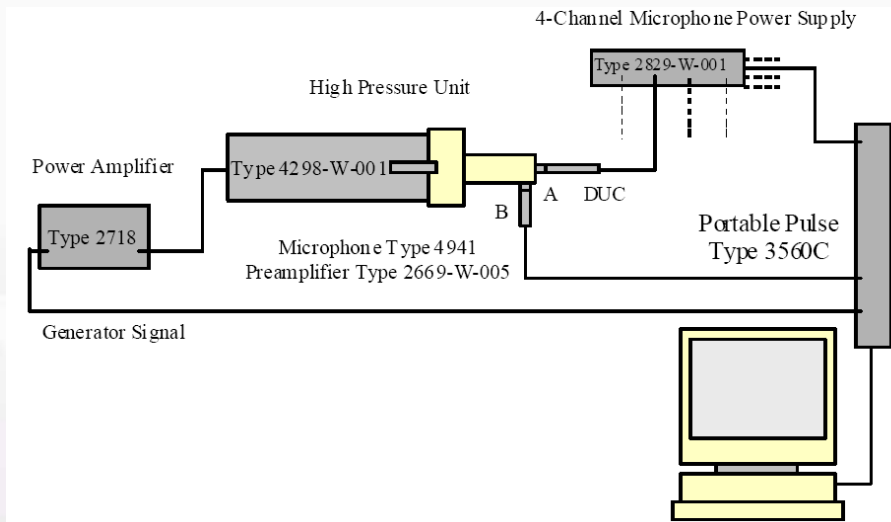 4-Channel Microphone Power Supply
Type 2829-W-001
High Pressure Unit
Power Amplifier
Type 4298-W-001
A
DUC
B
Type 2718
Portable Pulse
Type 3560C
Microphone Type 4941
Preamplifier Type 2669-W-005
Generator Signal